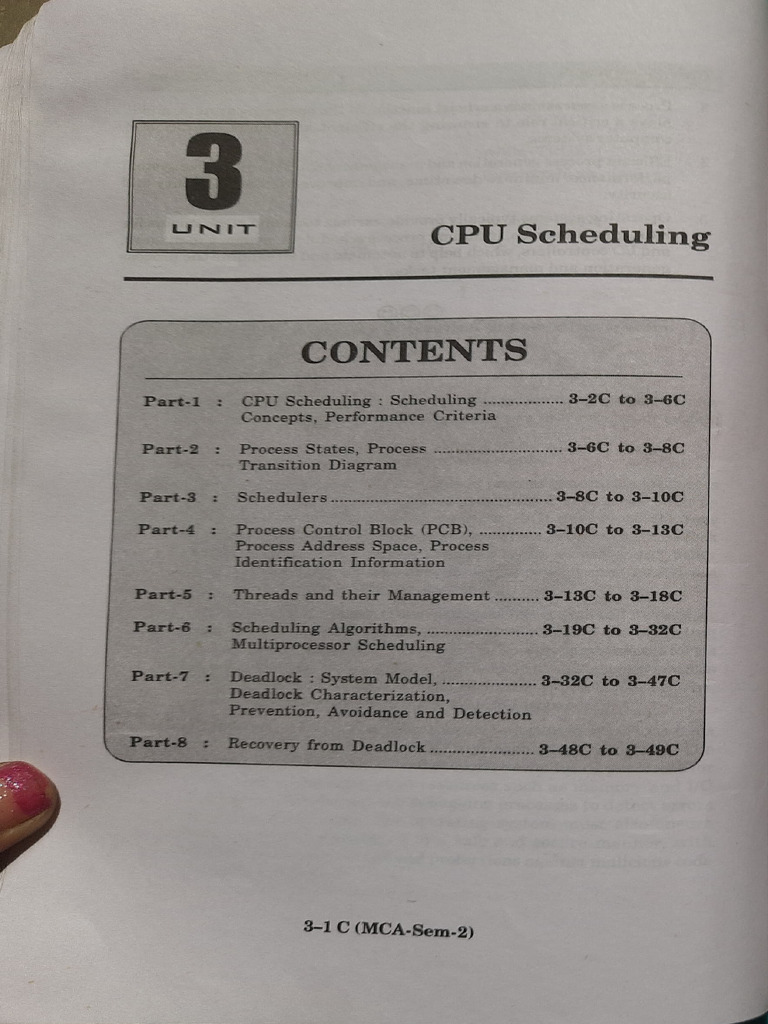 3
UNIT
CPU Scheduling
CONTENTS
Part-1 : CPU Scheduling : Scheduling .................. 3–2C to 3–6C
Concepts, Performance Criteria
Part-2 : Process States, Process ............................. 3–6C to 3–8C
Transition Diagram
Part-3 : Schedulers .................................................. 3–8C to 3–10C
Part-4 : Process Control Block (PCB), .............. 3–10C to 3–13C
Process Address Space, Process
Identification Information
Part-5 : Threads and their Management .......... 3–13C to 3–18C
Part-6 : Scheduling Algorithms, ......................... 3–19C to 3–32C
Multiprocessor Scheduling
Part-7 : Deadlock : System Model, ..................... 3–32C to 3–47C
Deadlock Characterization,
Prevention, Avoidance and Detection
Part-8 : Recovery from Deadlock ....................... 3–48C to 3–49C
3–1 C (MCA-Sem-2)